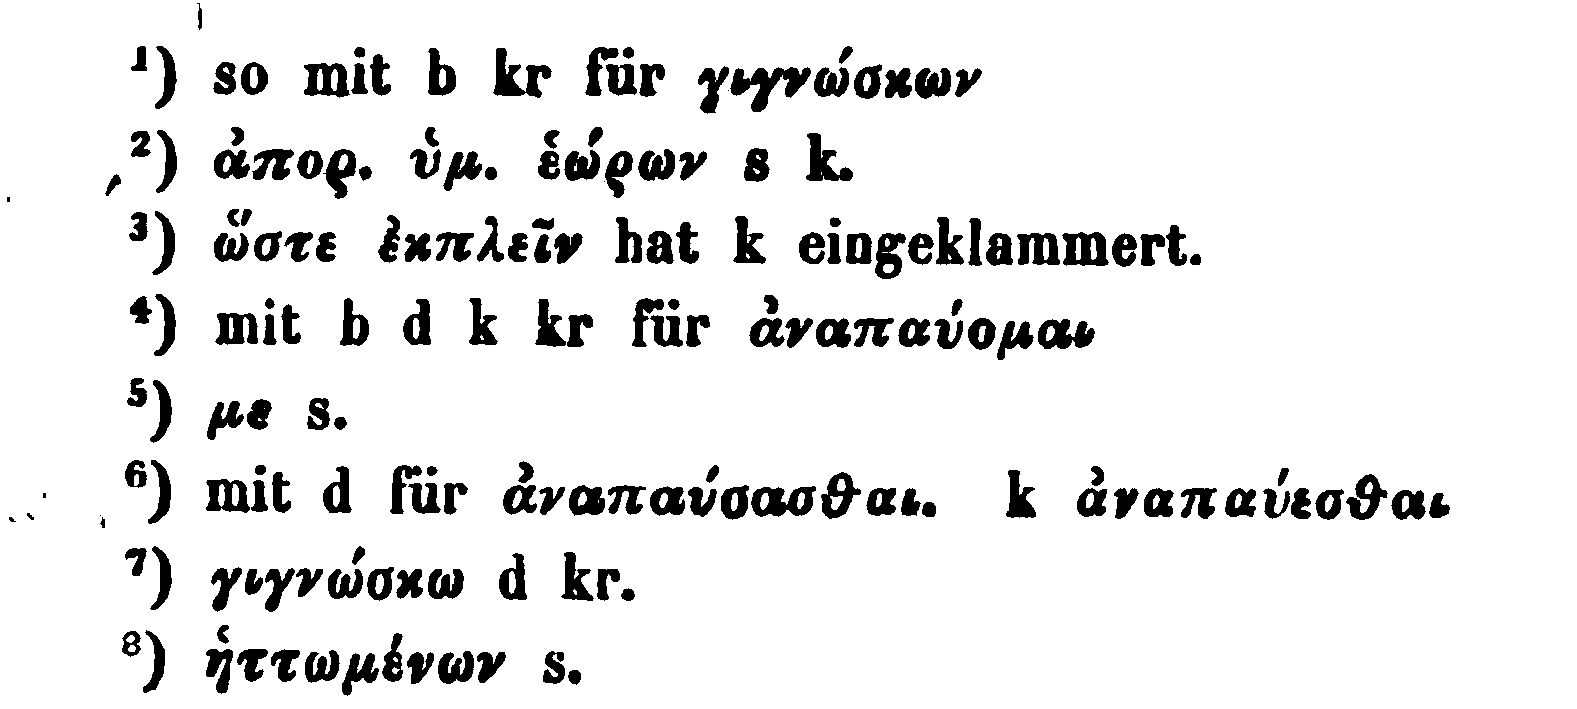 ¹) so mit b kr für γιγνώσκων
²) ἀπορ. ὑμ. ἑώρων s k.
³) ὥστε ἐκπλεῖν hat k eingeklammert.
⁴) mit b d k kr für ἀναπαύομαι
⁵) με s.
⁶) mit d für ἀναπαύσασθαι. k ἀναπαύεσθαι
⁷) γιγνώσκω d kr.
⁸) ἡττωμένων s.